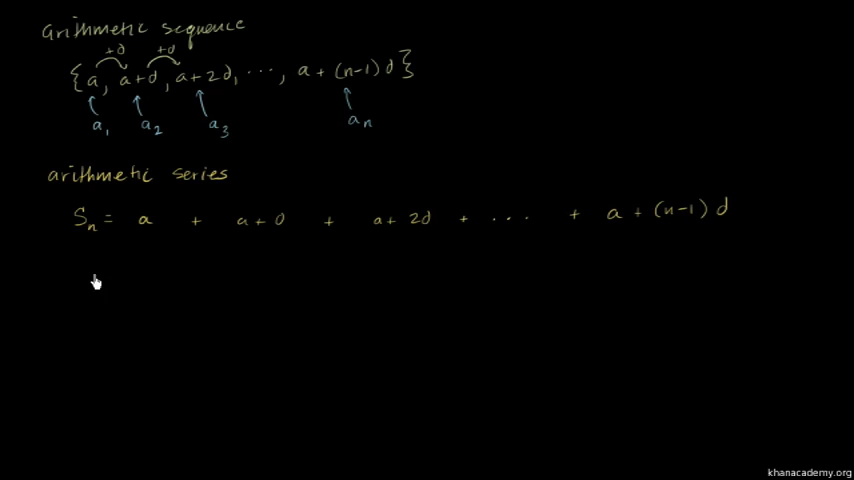 arithmetic sequence
+d +d
{a, a+d, a+2d, ..., a + (n-1) d}
a₁ a₂ a₃ aₙ
arithmetic series
Sₙ = a + a+d + a+2d + ... + a + (n-1) d
khanacademy.org